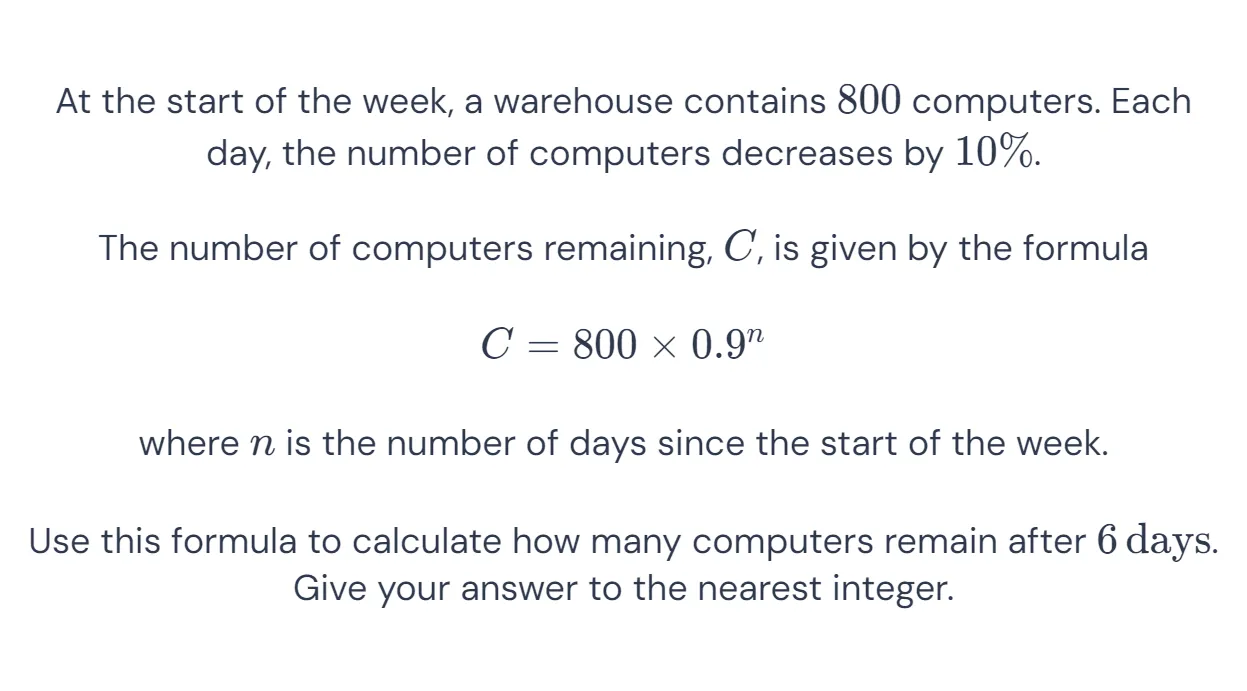 At the start of the week, a warehouse contains 800 computers. Each
day, the number of computers decreases by 10%.
The number of computers remaining, C, is given by the formula
C = 800 × 0.9ⁿ
where n is the number of days since the start of the week.
Use this formula to calculate how many computers remain after 6 days.
Give your answer to the nearest integer.